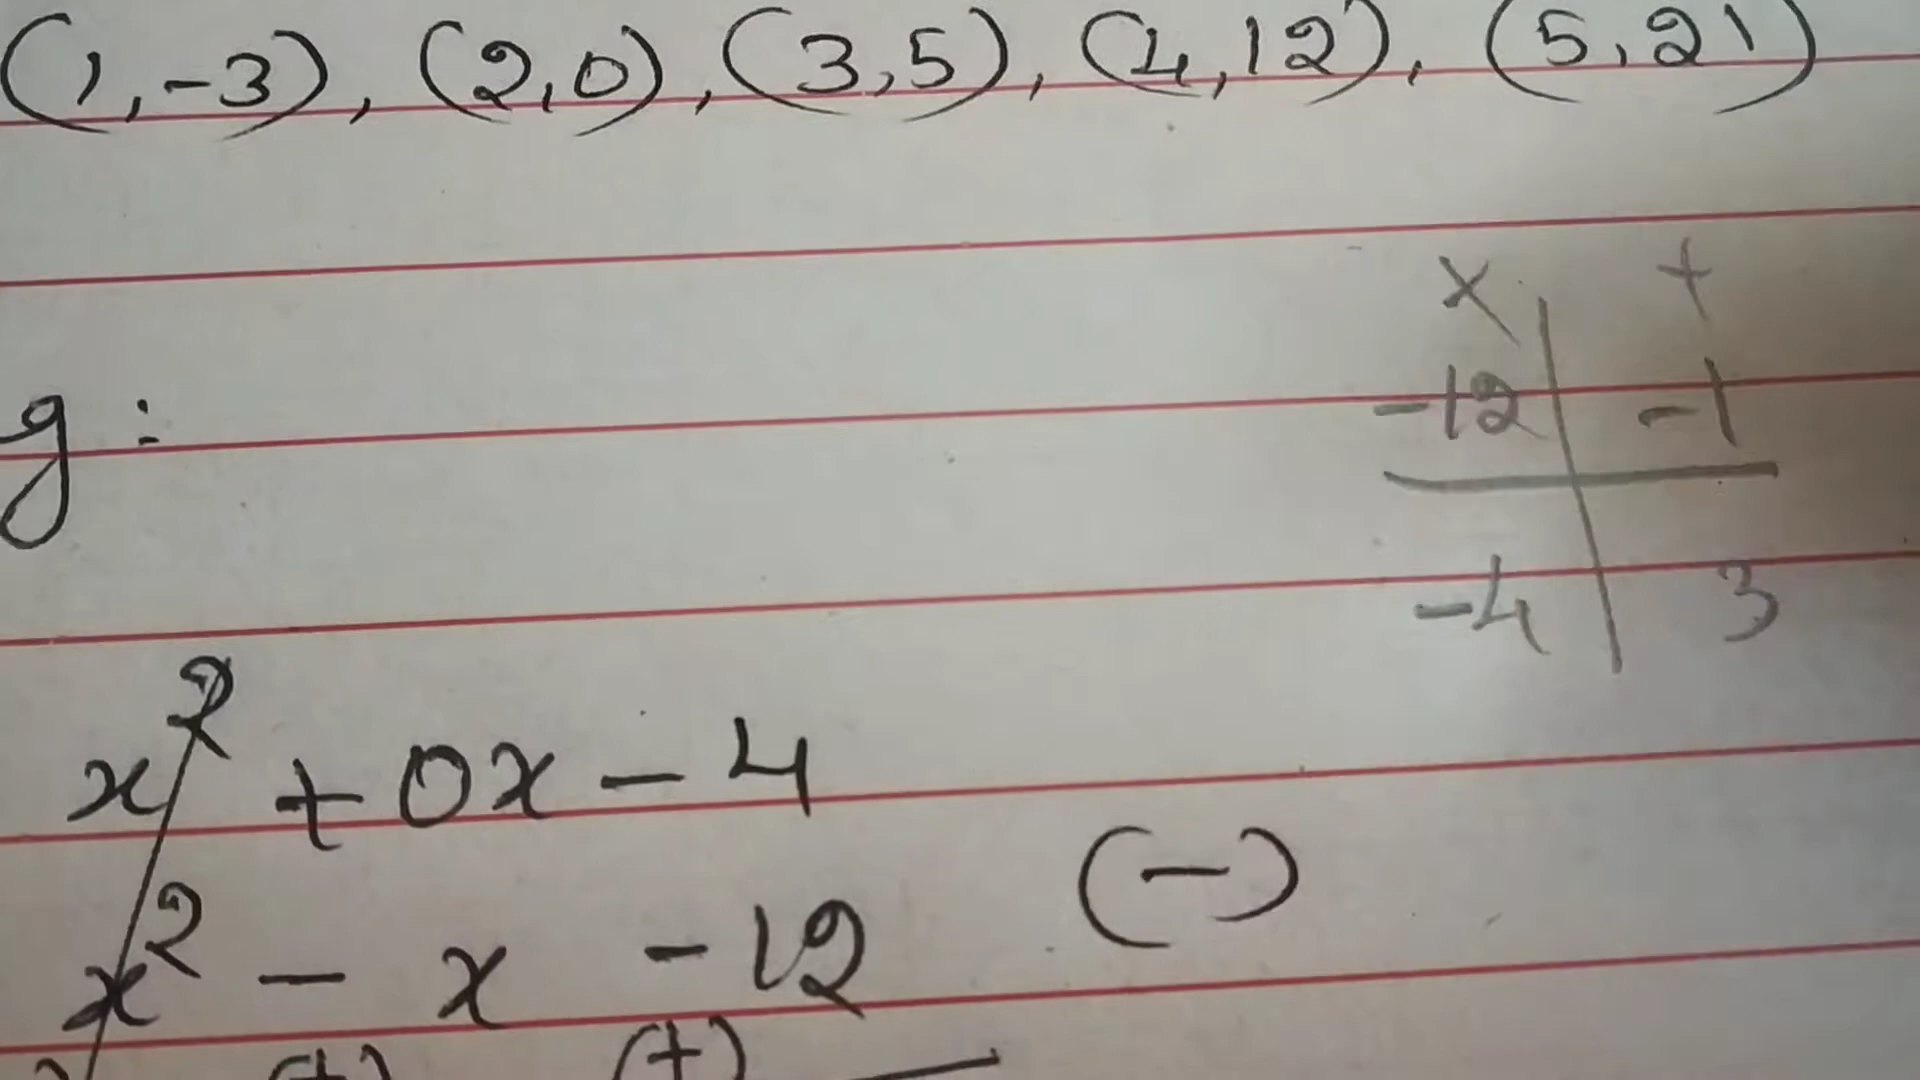 (1,-3), (2,0), (3,5), (4,12), (5,21)
× +
-12 -1
-4 3
g:
x² + 0x - 4
x² - x - 12 (-)
(+) (+)